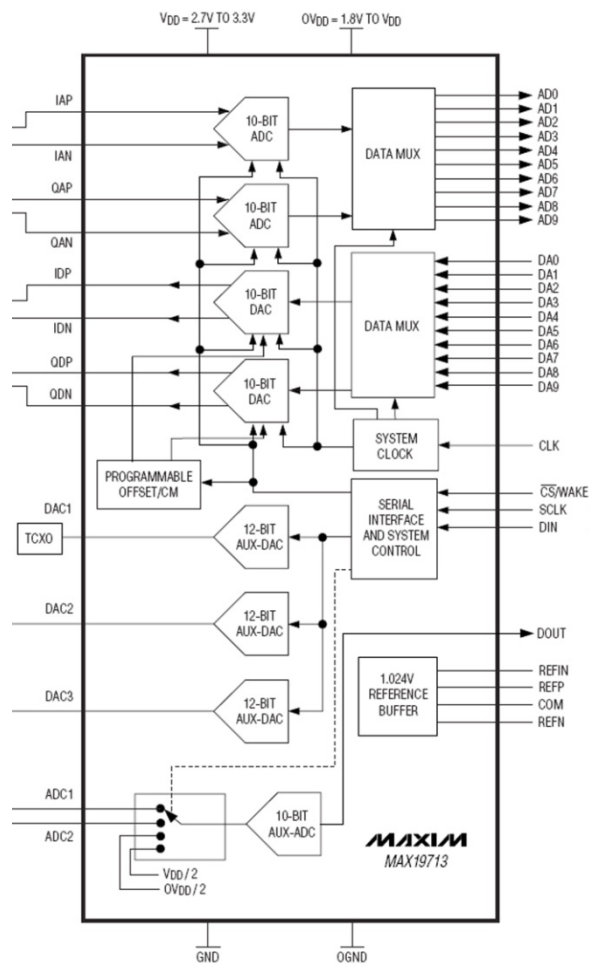 VDD = 2.7V TO 3.3V
OVDD = 1.8V TO VDD
IAP
IAN
10-BIT
ADC
QAP
QAN
10-BIT
ADC
DATA MUX
AD0
AD1
AD2
AD3
AD4
AD5
AD6
AD7
AD8
AD9
IDP
IDN
10-BIT
DAC
QDP
QDN
10-BIT
DAC
DATA MUX
DA0
DA1
DA2
DA3
DA4
DA5
DA6
DA7
DA8
DA9
SYSTEM
CLOCK
CLK
PROGRAMMABLE
OFFSET/CM
SERIAL
INTERFACE
AND SYSTEM
CONTROL
CS/WAKE
SCLK
DIN
DAC1
TCXO
12-BIT
AUX-DAC
DAC2
12-BIT
AUX-DAC
DOUT
DAC3
12-BIT
AUX-DAC
1.024V
REFERENCE
BUFFER
REFIN
REFP
COM
REFN
ADC1
ADC2
10-BIT
AUX-ADC
VDD/2
OVDD/2
MAXIM
MAX19713
GND
OGND